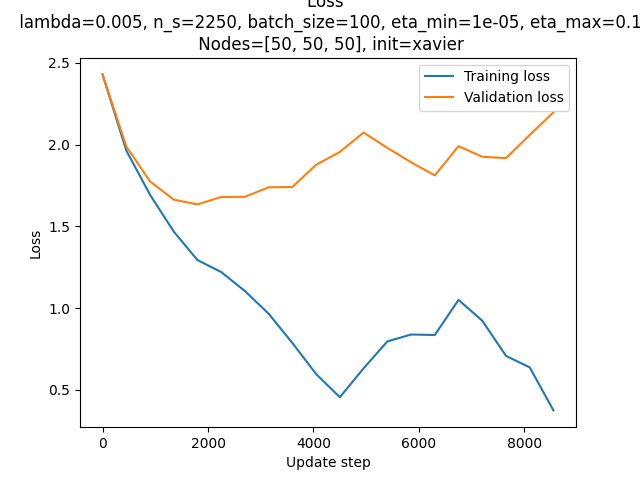 Loss
lambda=0.005, n_s=2250, batch_size=100, eta_min=1e-05, eta_max=0.1
Nodes=[50, 50, 50], init=xavier
2.5
2.0
1.5
1.0
0.5
Loss
Training loss
Validation loss
0
2000
4000
6000
8000
Update step